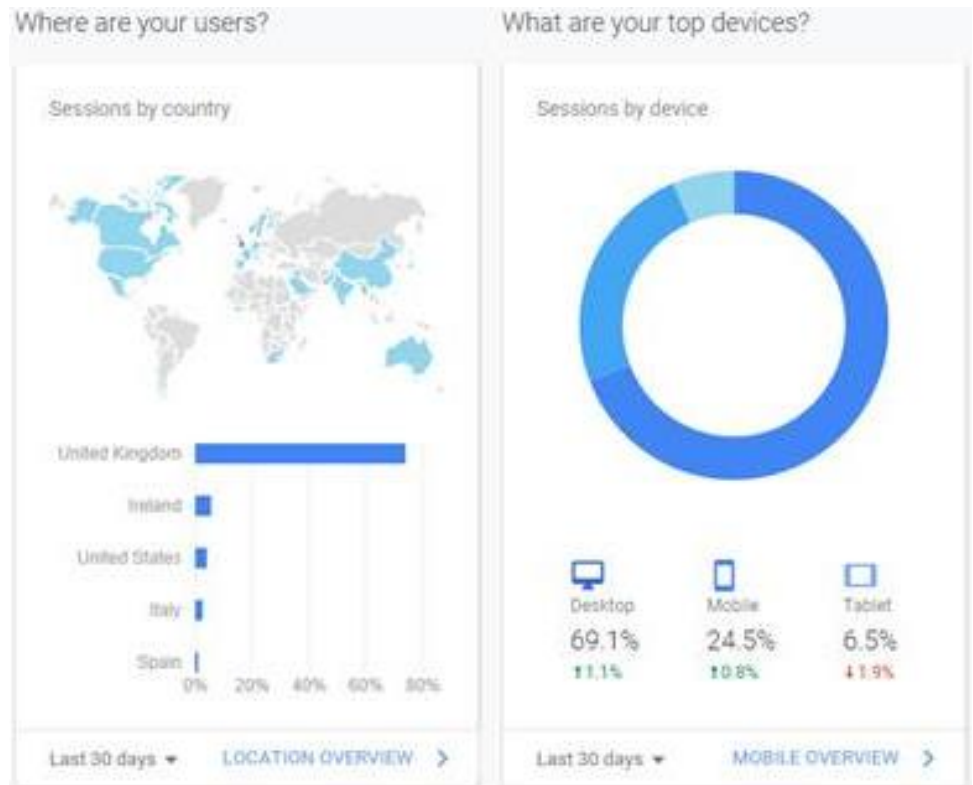 Where are your users?
Sessions by country
United Kingdom
Ireland
United States
Italy
Spain
0% 20% 40% 60% 80%
Last 30 days
LOCATION OVERVIEW
What are your top devices?
Sessions by device
Desktop
69.1%
1.1%
Mobile
24.5%
0.8%
Tablet
6.5%
1.9%
Last 30 days
MOBILE OVERVIEW